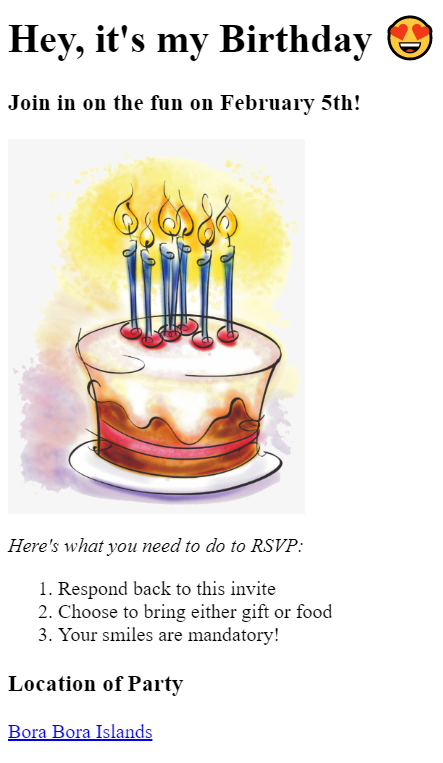 Hey, it's my Birthday 😍
Join in on the fun on February 5th!
Here's what you need to do to RSVP:
1. Respond back to this invite
2. Choose to bring either gift or food
3. Your smiles are mandatory!
Location of Party
Bora Bora Islands